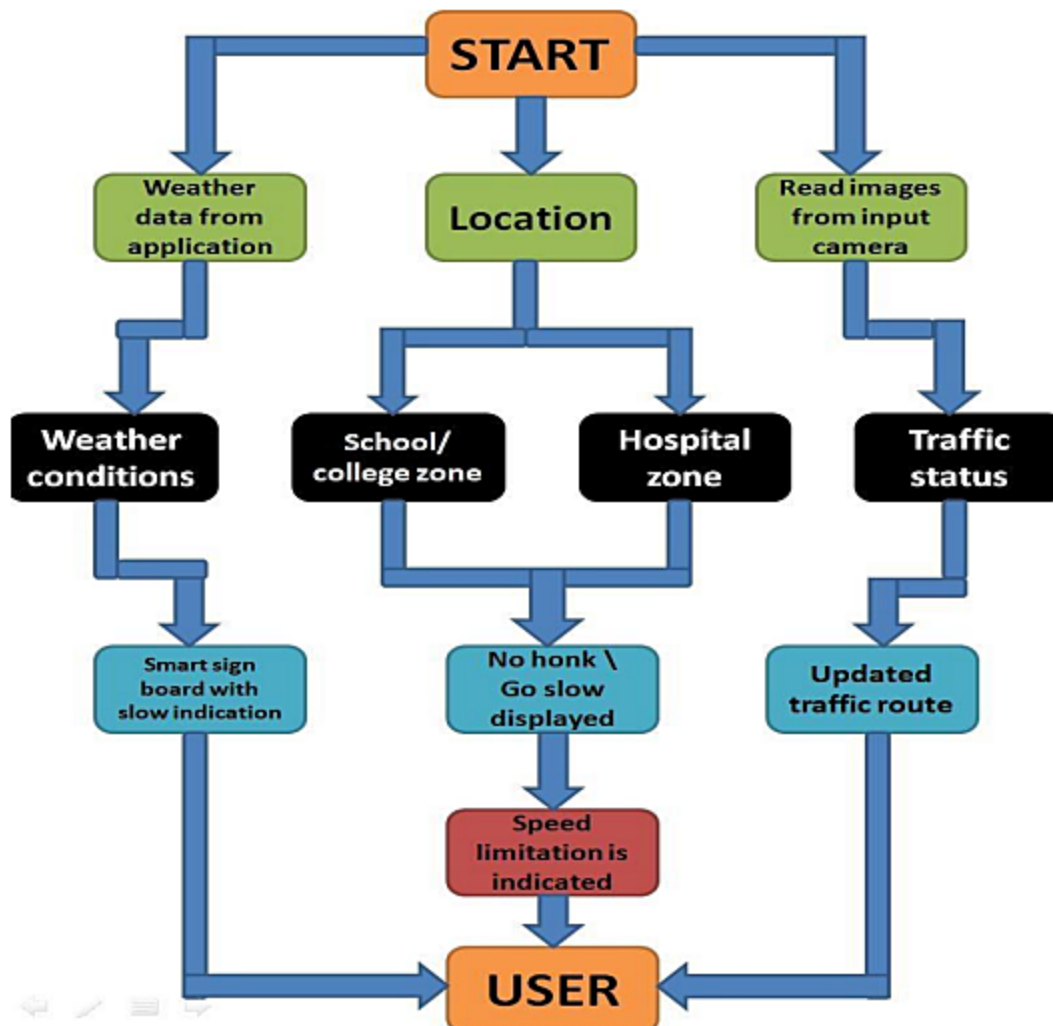 START
Weather
data from
application
Location
Read images
from input
camera
Weather
conditions
School/
college zone
Hospital
zone
Traffic
status
Smart sign
board with
slow indication
No honk \
Go slow
displayed
Updated
traffic route
Speed
limitation is
indicated
USER